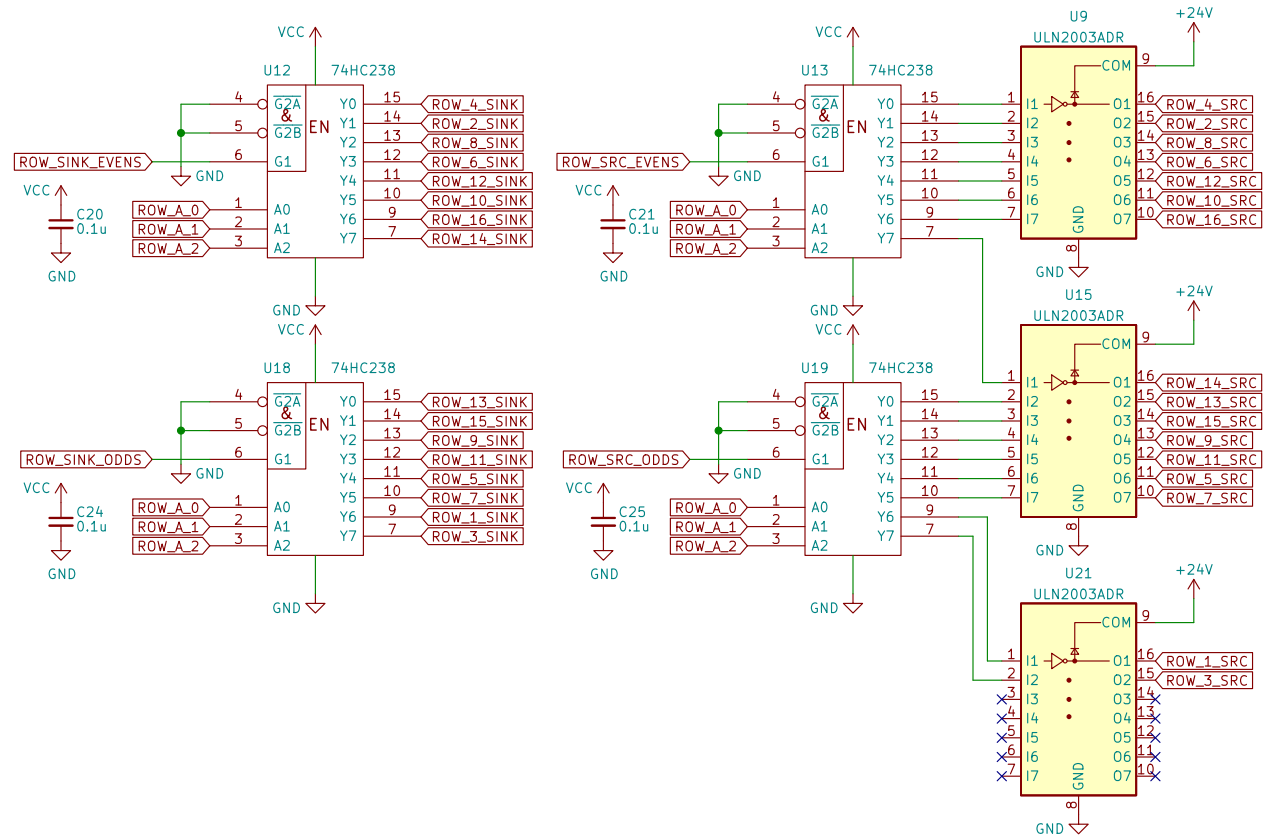 VCC
U12
74HC238
4
5
6
1
2
3
G2A
&
G2B
EN
G1
A0
A1
A2
Y0
Y1
Y2
Y3
Y4
Y5
Y6
Y7
15
14
13
12
11
10
9
7
ROW_4_SINK
ROW_2_SINK
ROW_8_SINK
ROW_6_SINK
ROW_12_SINK
ROW_10_SINK
ROW_16_SINK
ROW_14_SINK
ROW_SINK_EVENS
GND
VCC
C20
0.1u
GND
ROW_A_0
ROW_A_1
ROW_A_2
GND
VCC
U13
74HC238
4
5
6
1
2
3
G2A
&
G2B
EN
G1
A0
A1
A2
Y0
Y1
Y2
Y3
Y4
Y5
Y6
Y7
15
14
13
12
11
10
9
7
ROW_SRC_EVENS
GND
VCC
C21
0.1u
GND
ROW_A_0
ROW_A_1
ROW_A_2
GND
U9
ULN2003ADR
+24V
COM
9
1
2
3
4
5
6
7
I1
I2
I3
I4
I5
I6
I7
O1
O2
O3
O4
O5
O6
O7
16
15
14
13
12
11
10
ROW_4_SRC
ROW_2_SRC
ROW_8_SRC
ROW_6_SRC
ROW_12_SRC
ROW_10_SRC
ROW_16_SRC
GND
8
GND
VCC
U18
74HC238
4
5
6
1
2
3
G2A
&
G2B
EN
G1
A0
A1
A2
Y0
Y1
Y2
Y3
Y4
Y5
Y6
Y7
15
14
13
12
11
10
9
7
ROW_13_SINK
ROW_15_SINK
ROW_9_SINK
ROW_11_SINK
ROW_5_SINK
ROW_7_SINK
ROW_1_SINK
ROW_3_SINK
ROW_SINK_ODDS
GND
VCC
C24
0.1u
GND
ROW_A_0
ROW_A_1
ROW_A_2
GND
VCC
U19
74HC238
4
5
6
1
2
3
G2A
&
G2B
EN
G1
A0
A1
A2
Y0
Y1
Y2
Y3
Y4
Y5
Y6
Y7
15
14
13
12
11
10
9
7
ROW_SRC_ODDS
GND
VCC
C25
0.1u
GND
ROW_A_0
ROW_A_1
ROW_A_2
GND
U15
ULN2003ADR
+24V
COM
9
1
2
3
4
5
6
7
I1
I2
I3
I4
I5
I6
I7
O1
O2
O3
O4
O5
O6
O7
16
15
14
13
12
11
10
ROW_14_SRC
ROW_13_SRC
ROW_15_SRC
ROW_9_SRC
ROW_11_SRC
ROW_5_SRC
ROW_7_SRC
GND
8
GND
U21
ULN2003ADR
+24V
COM
9
1
2
3
4
5
6
7
I1
I2
I3
I4
I5
I6
I7
O1
O2
O3
O4
O5
O6
O7
16
15
14
13
12
11
10
ROW_1_SRC
ROW_3_SRC
GND
8
GND